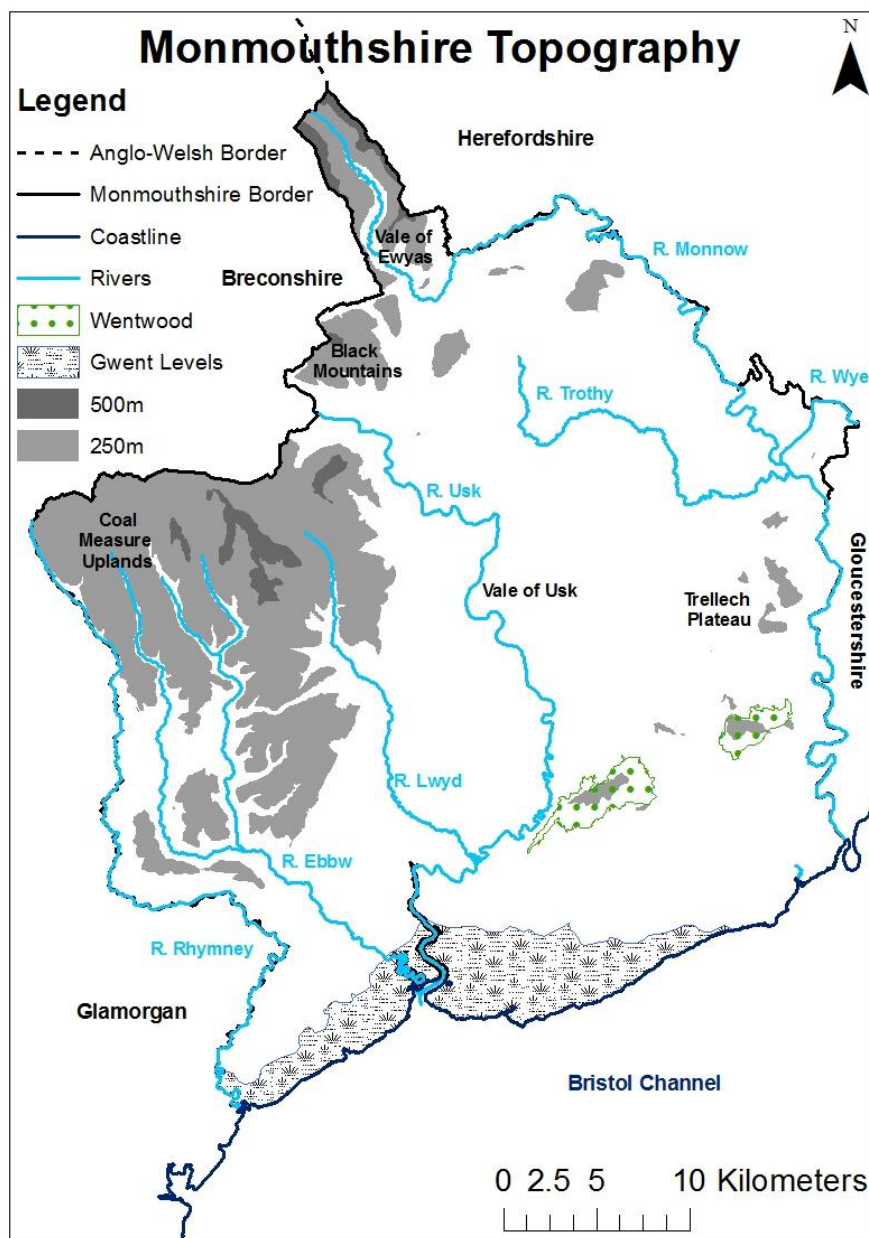 Monmouthshire Topography
N
Legend
Anglo-Welsh Border
Monmouthshire Border
Coastline
Rivers
Wentwood
Gwent Levels
500m
250m
Herefordshire
Vale of
Ewyas
Breconshire
R. Monnow
Black
Mountains
R. Wye
R. Trothy
R. Usk
Coal
Measure
Uplands
Vale of Usk
Trellech
Plateau
Gloucestershire
R. Lwyd
R. Ebbw
R. Rhymney
Glamorgan
Bristol Channel
0 2.5 5 10 Kilometers